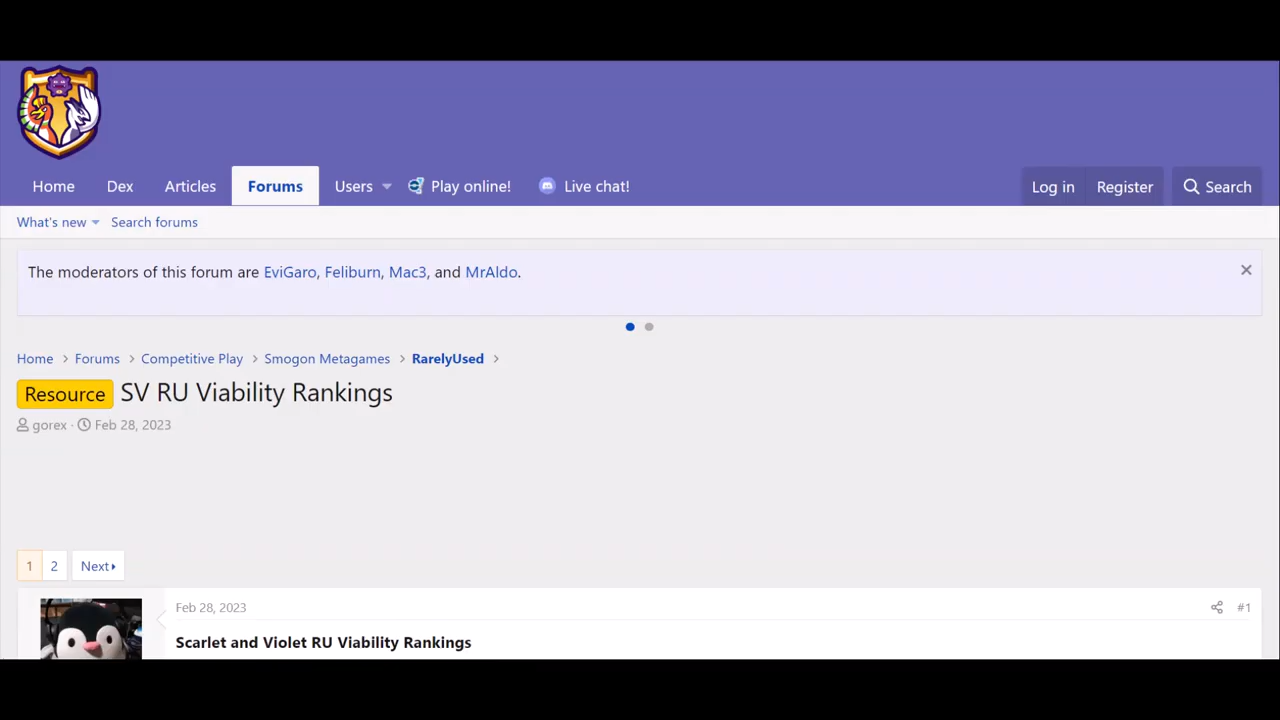 Home Dex Articles Forums Users Play online! Live chat! Log in Register Search
What's new Search forums
The moderators of this forum are EviGaro, Feliburn, Mac3, and MrAldo.
Home Forums Competitive Play Smogon Metagames RarelyUsed
Resource SV RU Viability Rankings
gorex · Feb 28, 2023
1 2 Next
Feb 28, 2023 #1
Scarlet and Violet RU Viability Rankings